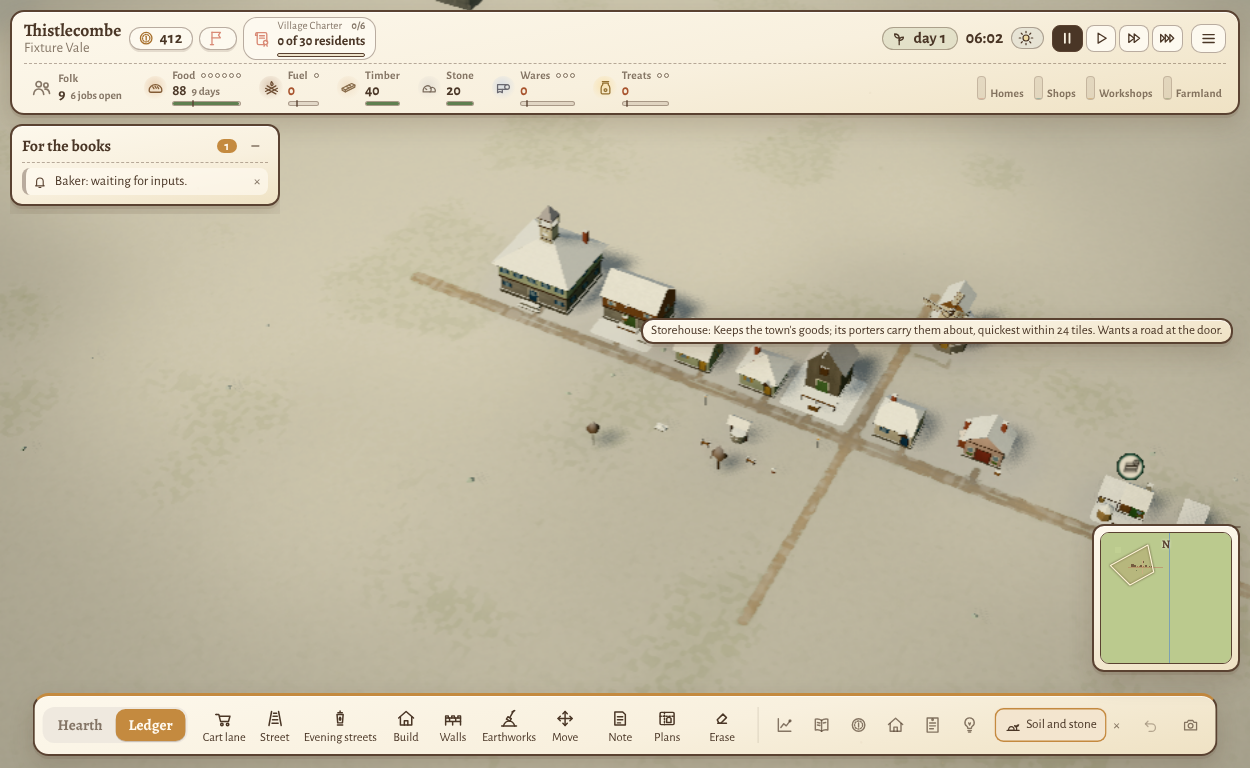 Thistlecombe
Fixture Vale
412
Village Charter 0/6
0 of 30 residents
day 1
06:02
Folk
9 6 jobs open
Food
88 9 days
Fuel
0
Timber
40
Stone
20
Wares
0
Treats
0
Homes
Shops
Workshops
Farmland
For the books
1
Baker: waiting for inputs.
Storehouse: Keeps the town's goods; its porters carry them about, quickest within 24 tiles. Wants a road at the door.
N
Hearth
Ledger
Cart lane
Street
Evening streets
Build
Walls
Earthworks
Move
Note
Plans
Erase
Soil and stone